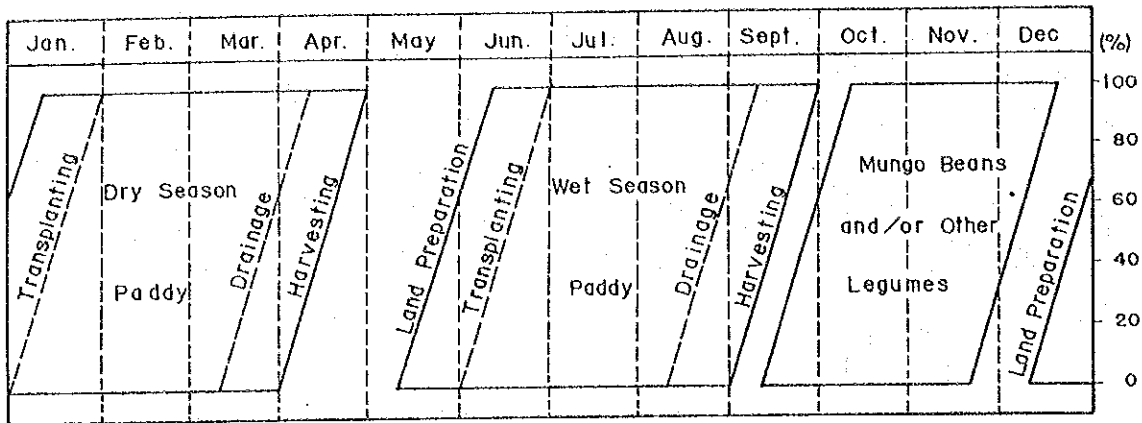 Jan. Feb. Mar. Apr. May Jun. Jul. Aug. Sept. Oct. Nov. Dec (%)
100
80
60
40
20
0
Transplanting
Dry Season
Paddy
Drainage
Harvesting
Land Preparation
Transplanting
Wet Season
Paddy
Drainage
Harvesting
Mungo Beans
and/or Other
Legumes
Land Preparation